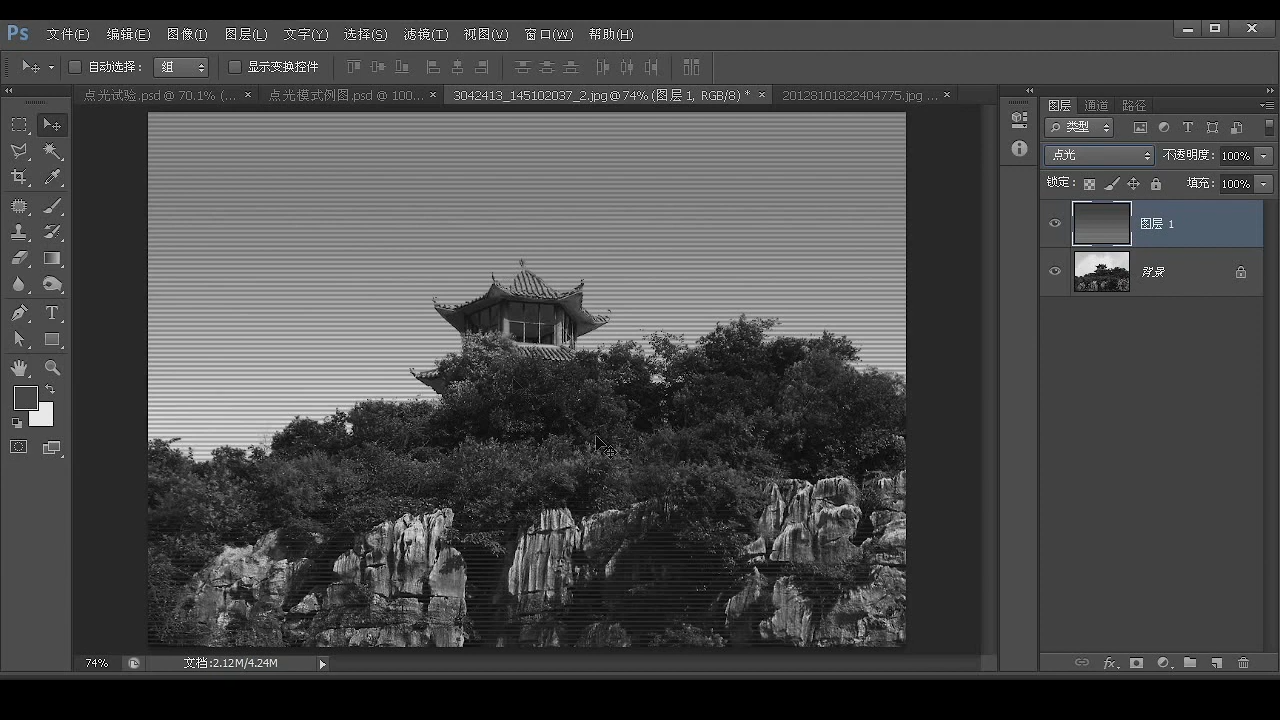 Ps 文件(F) 编辑(E) 图像(I) 图层(L) 文字(Y) 选择(S) 滤镜(T) 视图(V) 窗口(W) 帮助(H)
自动选择： 组 显示变换控件
点光试验.psd @ 70.1% (... × 点光模式例图.psd @ 100... × 3042413_145102037_2.jpg @ 74% (图层 1, RGB/8) * × 20128101822404775.jpg ... ×
图层 通道 路径
类型
点光 不透明度： 100%
锁定： 填充： 100%
图层 1
背景
T
74% 文档:2.12M/4.24M
fx